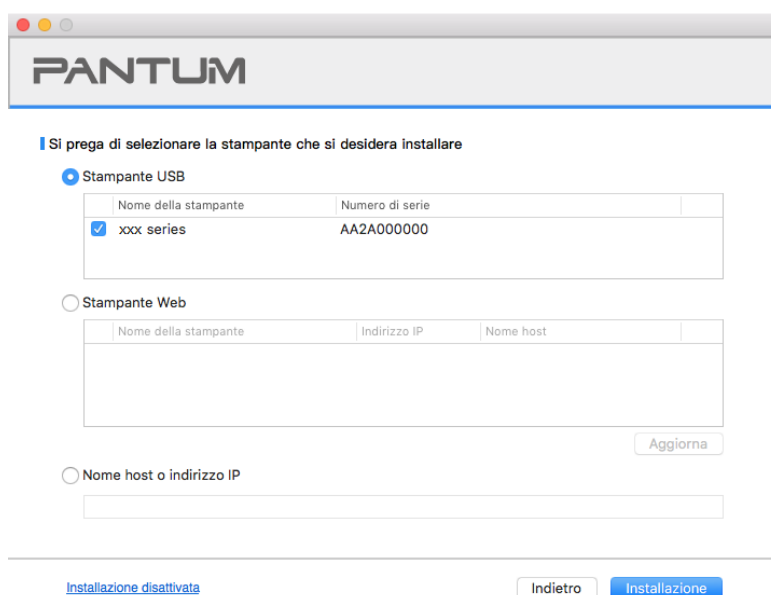 PANTUM
Si prega di selezionare la stampante che si desidera installare
Stampante USB
Nome della stampante Numero di serie
xxx series AA2A000000
Stampante Web
Nome della stampante Indirizzo IP Nome host
Aggiorna
Nome host o indirizzo IP
Installazione disattivata Indietro Installazione